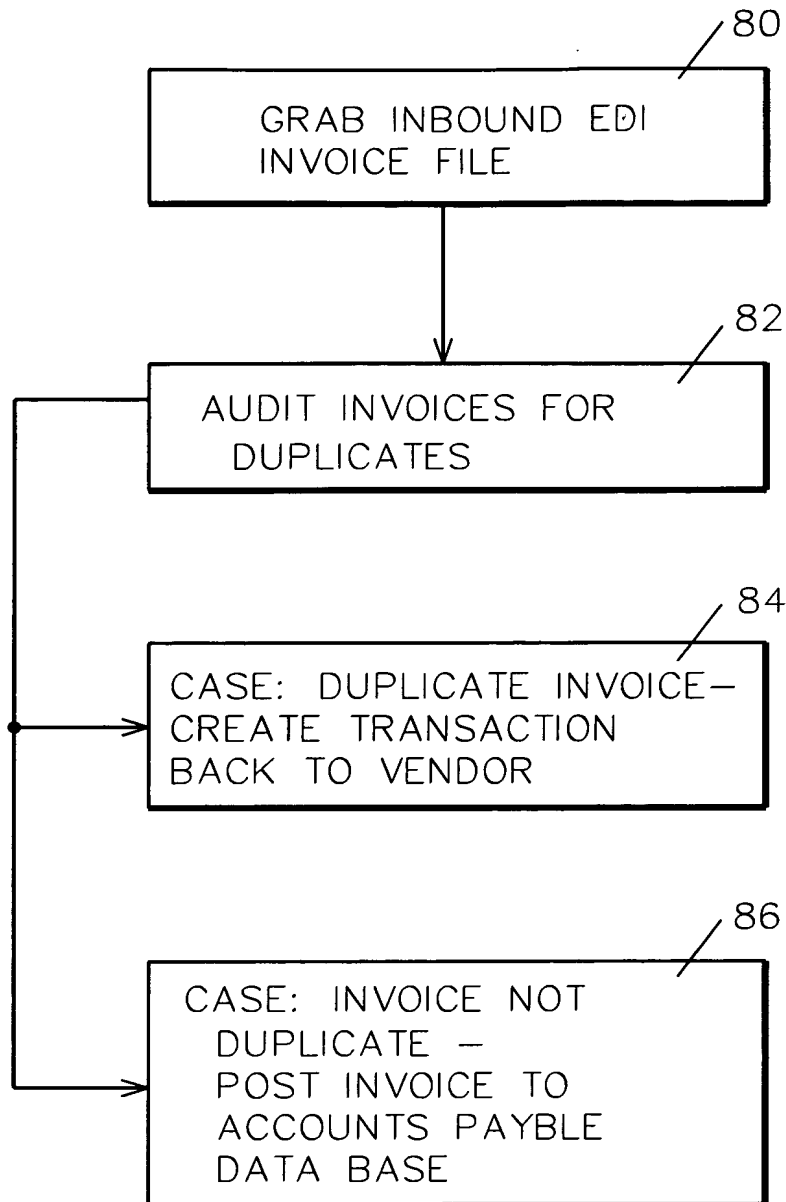 80
GRAB INBOUND EDI
INVOICE FILE
82
AUDIT INVOICES FOR
DUPLICATES
84
CASE: DUPLICATE INVOICE–
CREATE TRANSACTION
BACK TO VENDOR
86
CASE: INVOICE NOT
DUPLICATE –
POST INVOICE TO
ACCOUNTS PAYBLE
DATA BASE